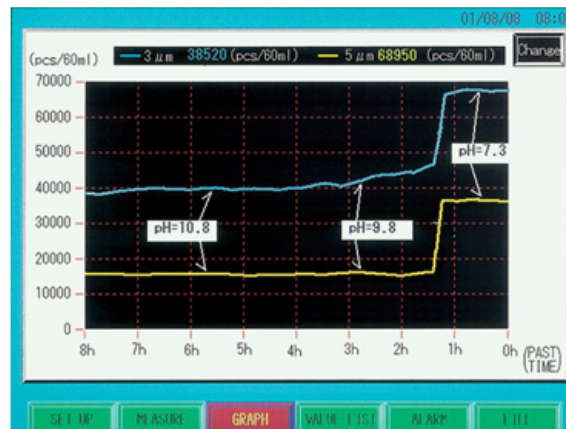 01/08/08 08:0
(pcs/60ml) 3 μm 38520 (pcs/60ml) 5 μm 68950 (pcs/60ml) Change
70000
60000
50000
pH=7.3
40000
30000
pH=10.8 pH=9.8
20000
10000
0
8h 7h 6h 5h 4h 3h 2h 1h 0h (PAST TIME)
SET UP MEASURE GRAPH VALUE LIST ALARM